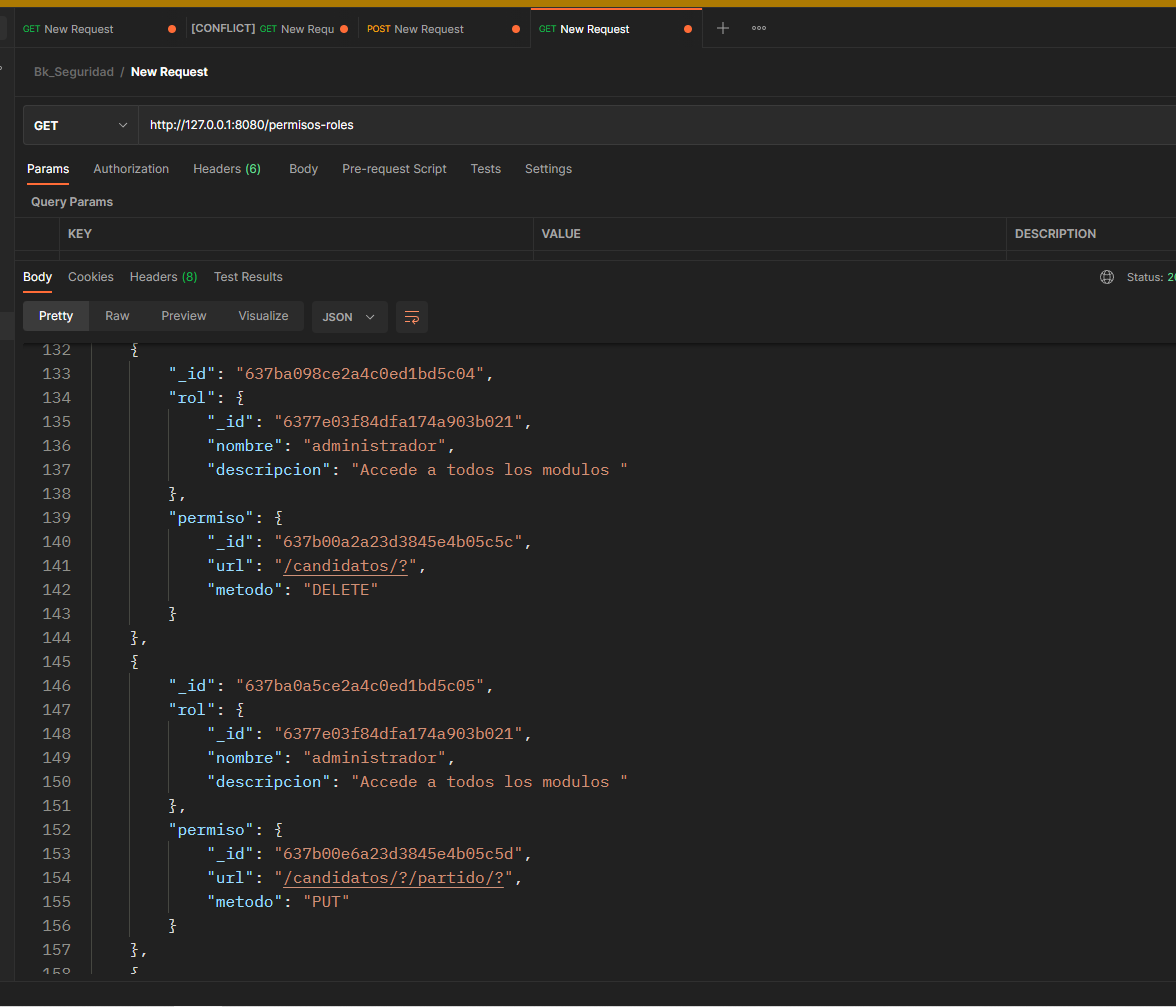 GET New Request
[CONFLICT] GET New Requ
POST New Request
GET New Request
Bk_Seguridad / New Request
GET http://127.0.0.1:8080/permisos-roles
Params Authorization Headers (6) Body Pre-request Script Tests Settings
Query Params
KEY VALUE DESCRIPTION
Body Cookies Headers (8) Test Results Status: 20
Pretty Raw Preview Visualize JSON
132 {
133 "_id": "637ba098ce2a4c0ed1bd5c04",
134 "rol": {
135 "_id": "6377e03f84dfa174a903b021",
136 "nombre": "administrador",
137 "descripcion": "Accede a todos los modulos "
138 },
139 "permiso": {
140 "_id": "637b00a2a23d3845e4b05c5c",
141 "url": "/candidatos/?",
142 "metodo": "DELETE"
143 }
144 },
145 {
146 "_id": "637ba0a5ce2a4c0ed1bd5c05",
147 "rol": {
148 "_id": "6377e03f84dfa174a903b021",
149 "nombre": "administrador",
150 "descripcion": "Accede a todos los modulos "
151 },
152 "permiso": {
153 "_id": "637b00e6a23d3845e4b05c5d",
154 "url": "/candidatos/?/partido/?",
155 "metodo": "PUT"
156 }
157 },
158 {